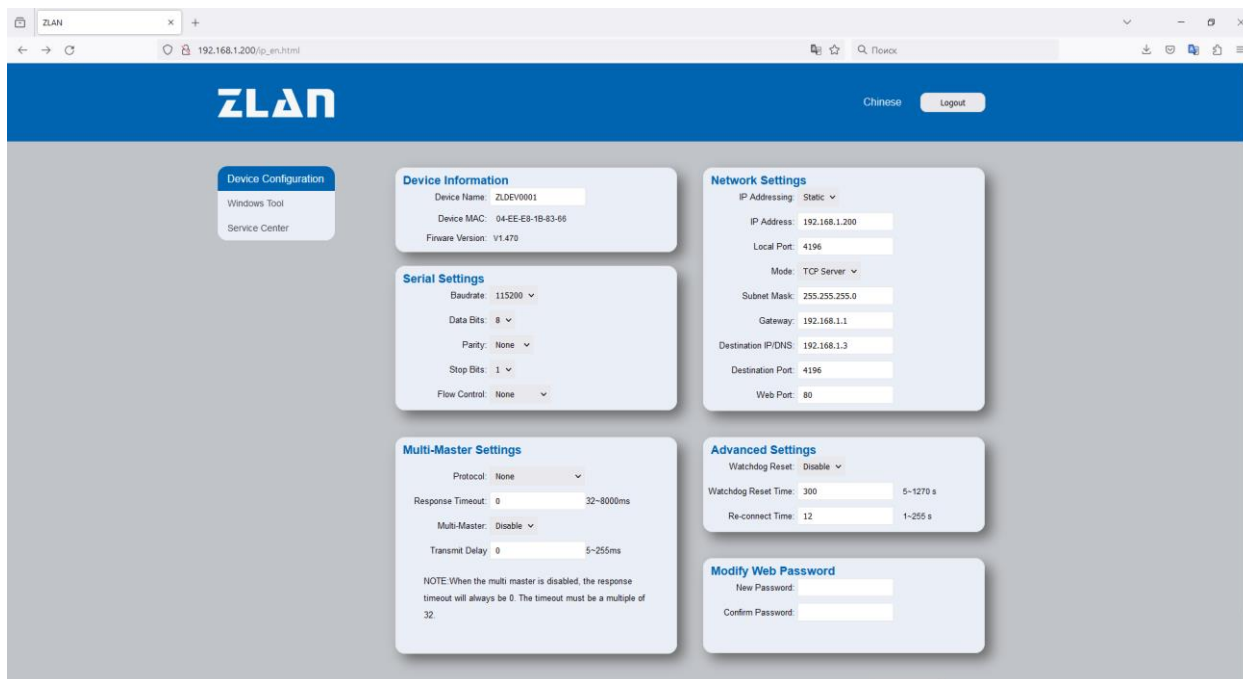 ZLAN
192.168.1.200/ip_en.html
Поиск
ZLAN
Chinese
Logout
Device Configuration
Windows Tool
Service Center
Device Information
Device Name: ZLDEV0001
Device MAC: 04-EE-E8-1B-83-66
Firware Version: V1.470
Serial Settings
Baudrate: 115200
Data Bits: 8
Parity: None
Stop Bits: 1
Flow Control: None
Multi-Master Settings
Protocol: None
Response Timeout: 0 32~8000ms
Multi-Master: Disable
Transmit Delay 0 5~255ms
NOTE:When the multi master is disabled, the response
timeout will always be 0. The timeout must be a multiple of
32.
Network Settings
IP Addressing: Static
IP Address: 192.168.1.200
Local Port: 4196
Mode: TCP Server
Subnet Mask: 255.255.255.0
Gateway: 192.168.1.1
Destination IP/DNS: 192.168.1.3
Destination Port: 4196
Web Port: 80
Advanced Settings
Watchdog Reset: Disable
Watchdog Reset Time: 300 5~1270 s
Re-connect Time: 12 1~255 s
Modify Web Password
New Password:
Confirm Password: